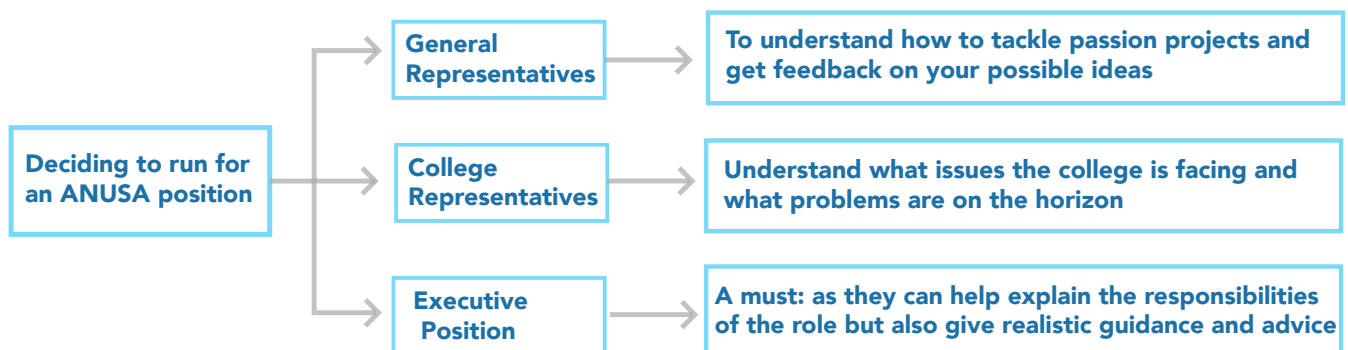 Deciding to run for
an ANUSA position
General
Representatives
To understand how to tackle passion projects and
get feedback on your possible ideas
College
Representatives
Understand what issues the college is facing and
what problems are on the horizon
Executive
Position
A must: as they can help explain the responsibilities
of the role but also give realistic guidance and advice